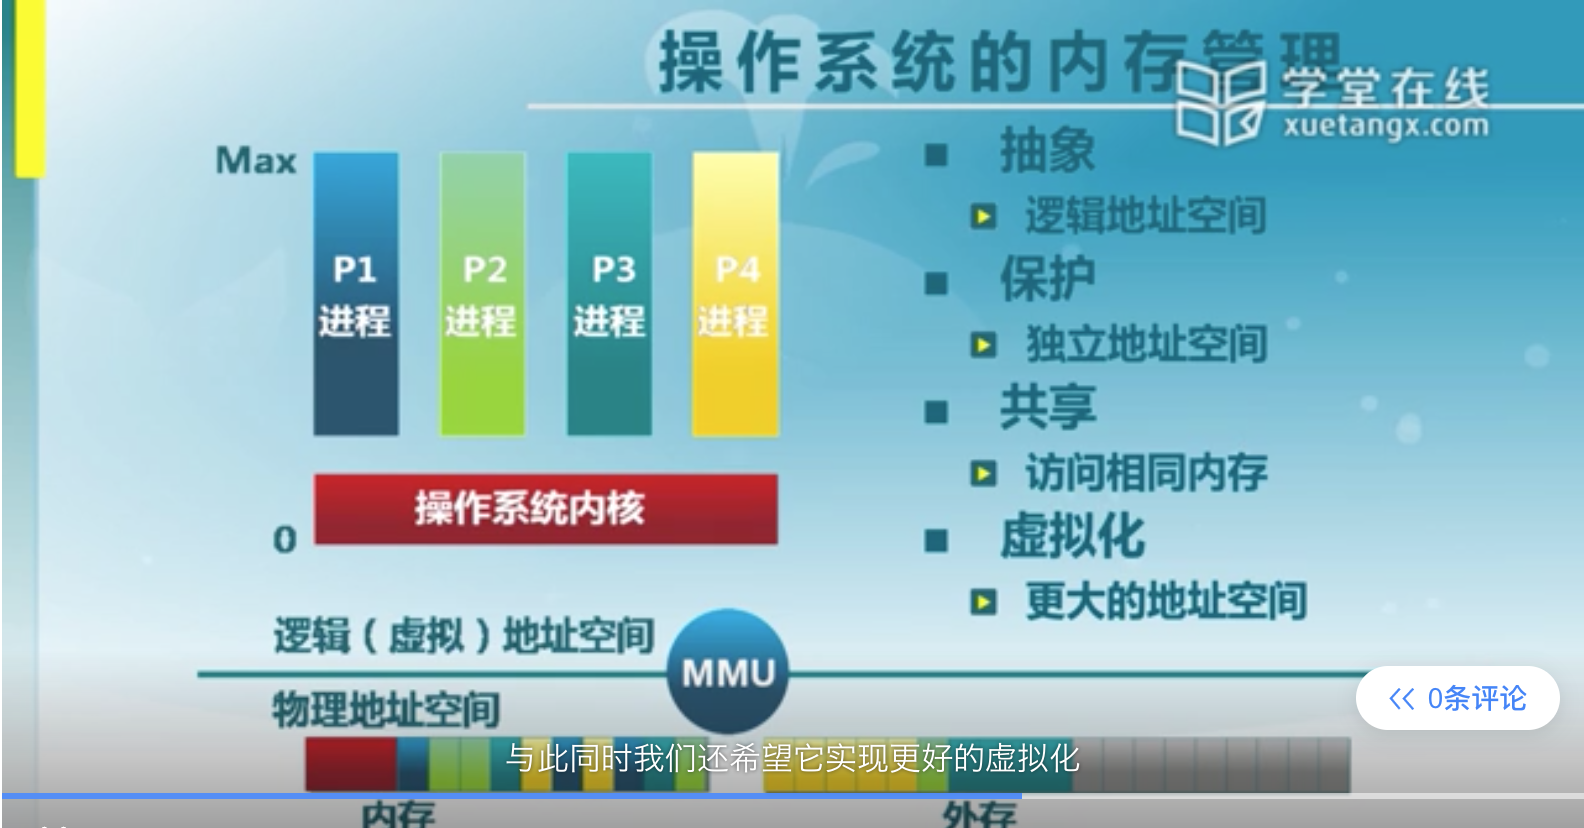 操作系统的内存管理
学堂在线
xuetangx.com
Max
P1
进程
P2
进程
P3
进程
P4
进程
操作系统内核
0
抽象
逻辑地址空间
保护
独立地址空间
共享
访问相同内存
虚拟化
更大的地址空间
逻辑（虚拟）地址空间
MMU
物理地址空间
0条评论
与此同时我们还希望它实现更好的虚拟化
内存
外存